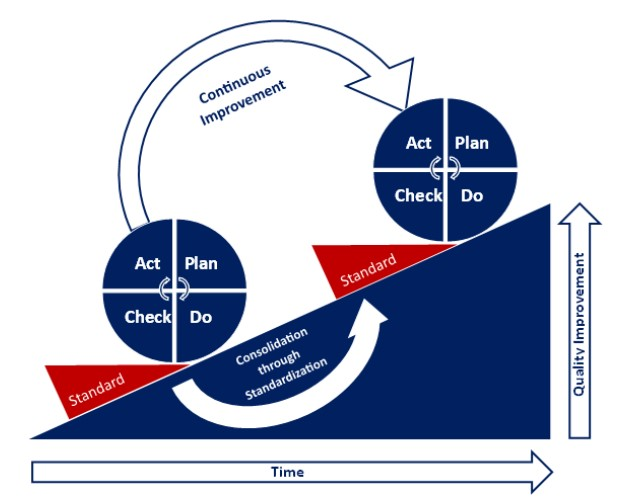 Continuous
Improvement
Act Plan
Check Do
Standard
Act Plan
Check Do
Standard
Consolidation
through
Standardization
Quality Improvement
Time